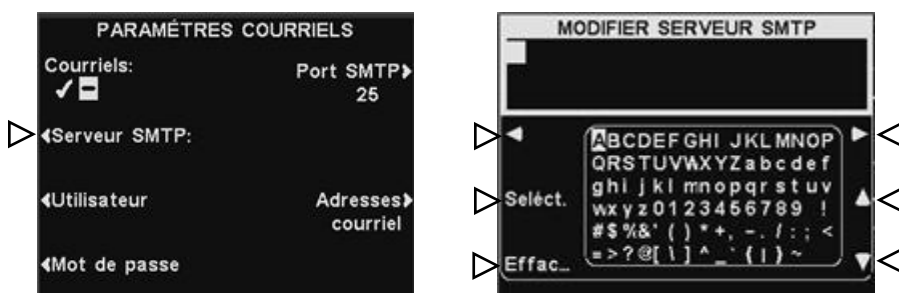 PARAMÉTRES COURRIELS
Courriels:
✓ –
Port SMTP
25
Serveur SMTP:
Utilisateur
Adresses
courriel
Mot de passe
MODIFIER SERVEUR SMTP
ABCDEFGHIJKLMNOP
QRSTUVWXYZabcdef
ghijklmnopqrstuv
wxyz0123456789 !
Seléct.
#$%&'()*+,-./:;<
=>?@[\]^_`{|}~
Effac…